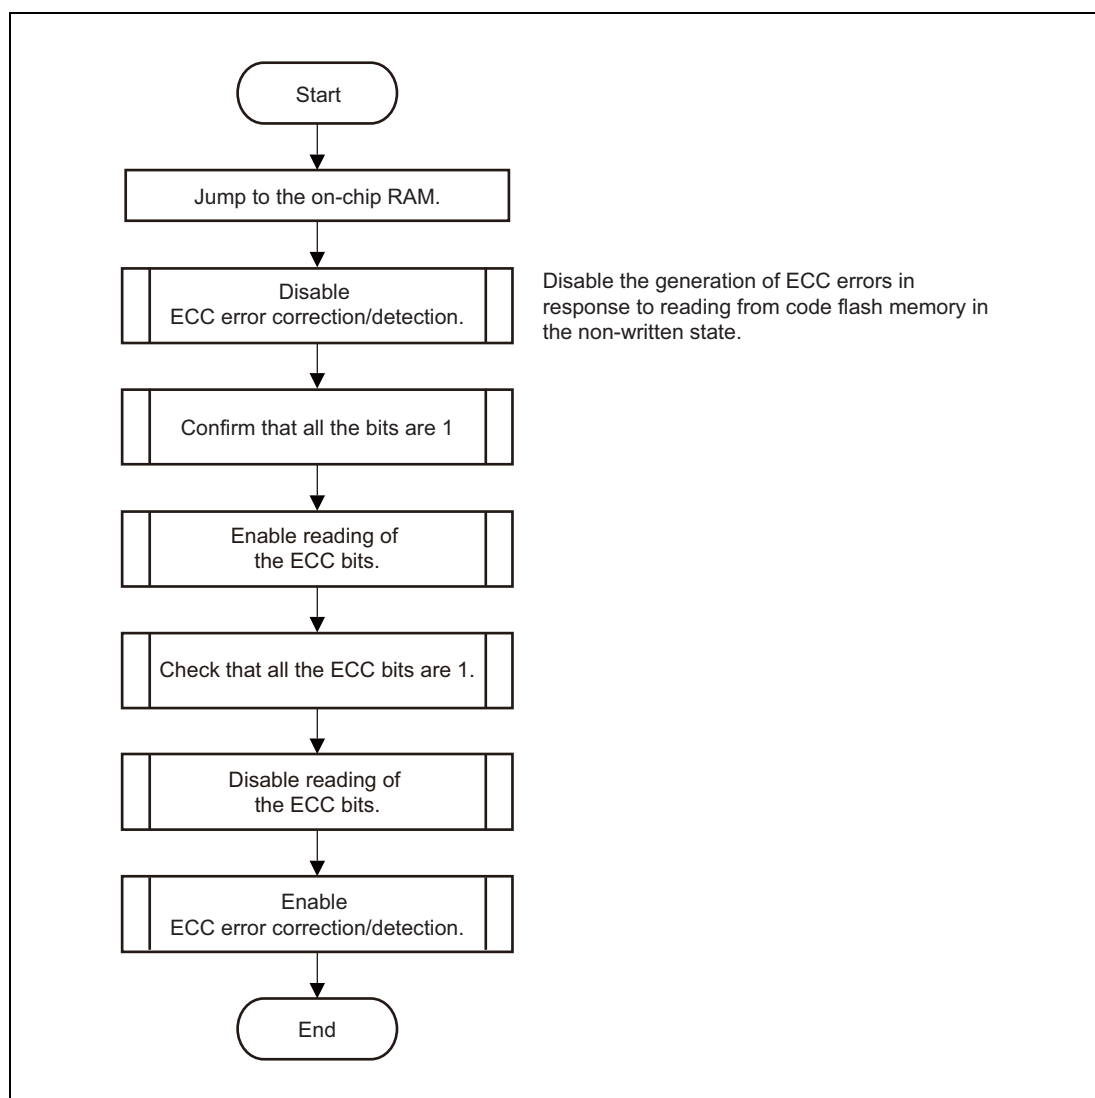 Start
Jump to the on-chip RAM.
Disable
ECC error correction/detection.
Disable the generation of ECC errors in
response to reading from code flash memory in
the non-written state.
Confirm that all the bits are 1
Enable reading of
the ECC bits.
Check that all the ECC bits are 1.
Disable reading of
the ECC bits.
Enable
ECC error correction/detection.
End